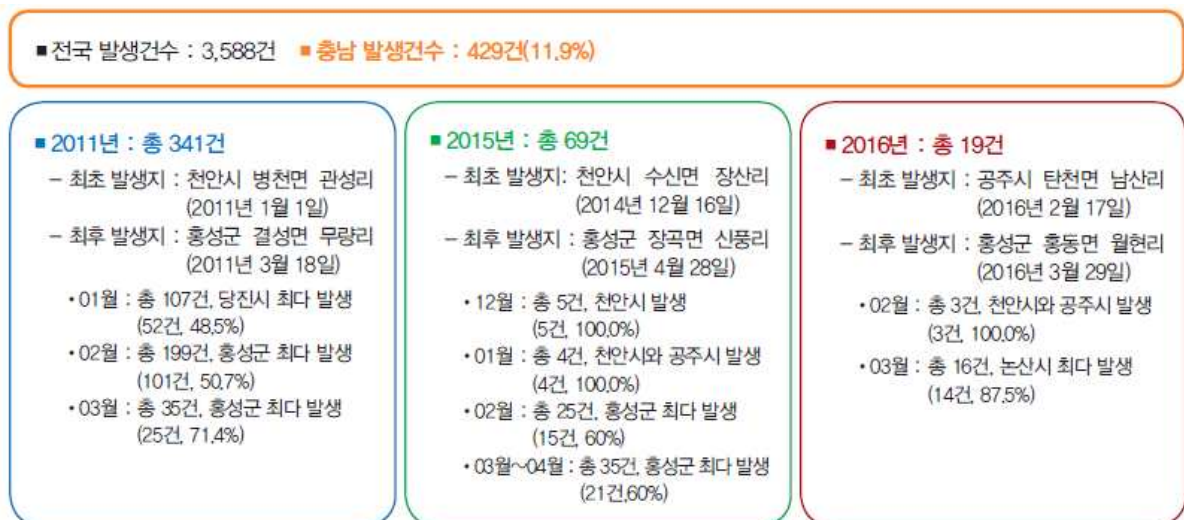 ■ 전국 발생건수 : 3,588건 ■ 충남 발생건수 : 429건(11.9%)
■ 2011년 : 총 341건
– 최초 발생지 : 천안시 병천면 관성리
(2011년 1월 1일)
– 최후 발생지 : 홍성군 결성면 무량리
(2011년 3월 18일)
• 01월 : 총 107건, 당진시 최다 발생
(52건, 48.5%)
• 02월 : 총 199건, 홍성군 최다 발생
(101건, 50.7%)
• 03월 : 총 35건, 홍성군 최다 발생
(25건, 71.4%)
■ 2015년 : 총 69건
– 최초 발생지: 천안시 수신면 장산리
(2014년 12월 16일)
– 최후 발생지 : 홍성군 장곡면 신풍리
(2015년 4월 28일)
• 12월 : 총 5건, 천안시 발생
(5건, 100.0%)
• 01월 : 총 4건, 천안시와 공주시 발생
(4건, 100.0%)
• 02월 : 총 25건, 홍성군 최다 발생
(15건, 60%)
• 03월~04월 : 총 35건, 홍성군 최다 발생
(21건,60%)
■ 2016년 : 총 19건
– 최초 발생지 : 공주시 탄천면 남산리
(2016년 2월 17일)
– 최후 발생지 : 홍성군 홍동면 월현리
(2016년 3월 29일)
• 02월 : 총 3건, 천안시와 공주시 발생
(3건, 100.0%)
• 03월 : 총 16건, 논산시 최다 발생
(14건, 87.5%)